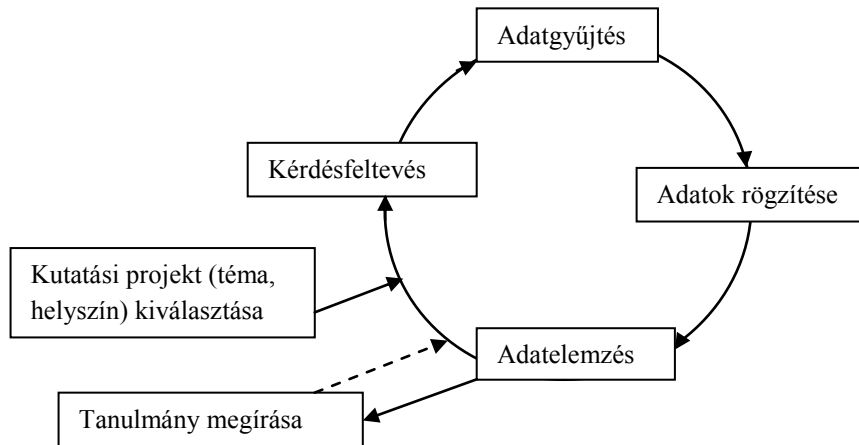 Adatgyűjtés
Kérdésfeltevés
Adatok rögzítése
Kutatási projekt (téma,
helyszín) kiválasztása
Adatelemzés
Tanulmány megírása